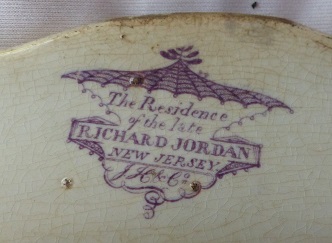 The Residence
of the late
RICHARD JORDAN
NEW JERSEY
J.H.& Co.